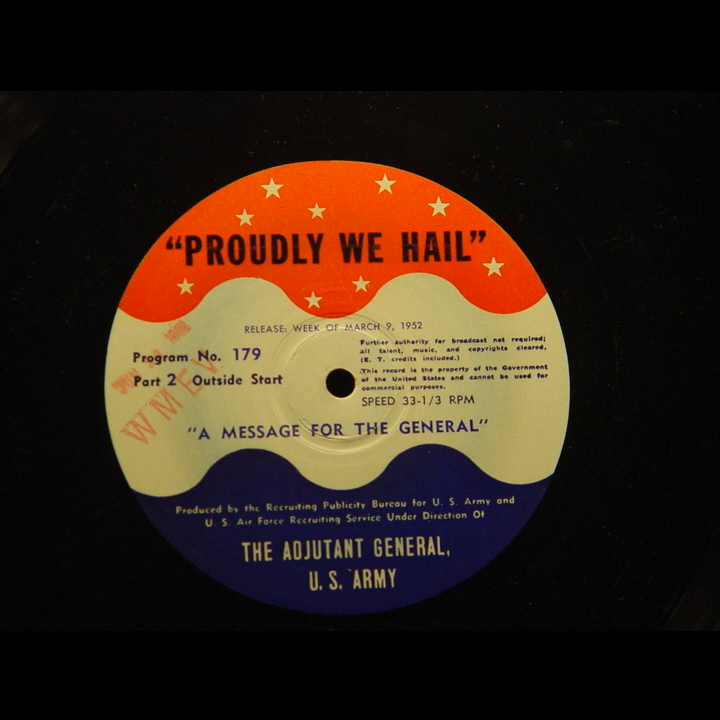 "PROUDLY WE HAIL"
RELEASE: WEEK OF MARCH 9, 1952
Program No. 179
Part 2 Outside Start
Further Authority for broadcast not required;
all talent, music, and copyrights cleared.
(E. T. credits included.)
This record is the property of the Government
of the United States and cannot be used for
commercial purposes.
SPEED 33-1/3 RPM
WMEV
"A MESSAGE FOR THE GENERAL"
Produced by the Recruiting Publicity Bureau for U. S. Army and
U. S. Air Force Recruiting Service Under Direction Of
THE ADJUTANT GENERAL,
U. S. ARMY